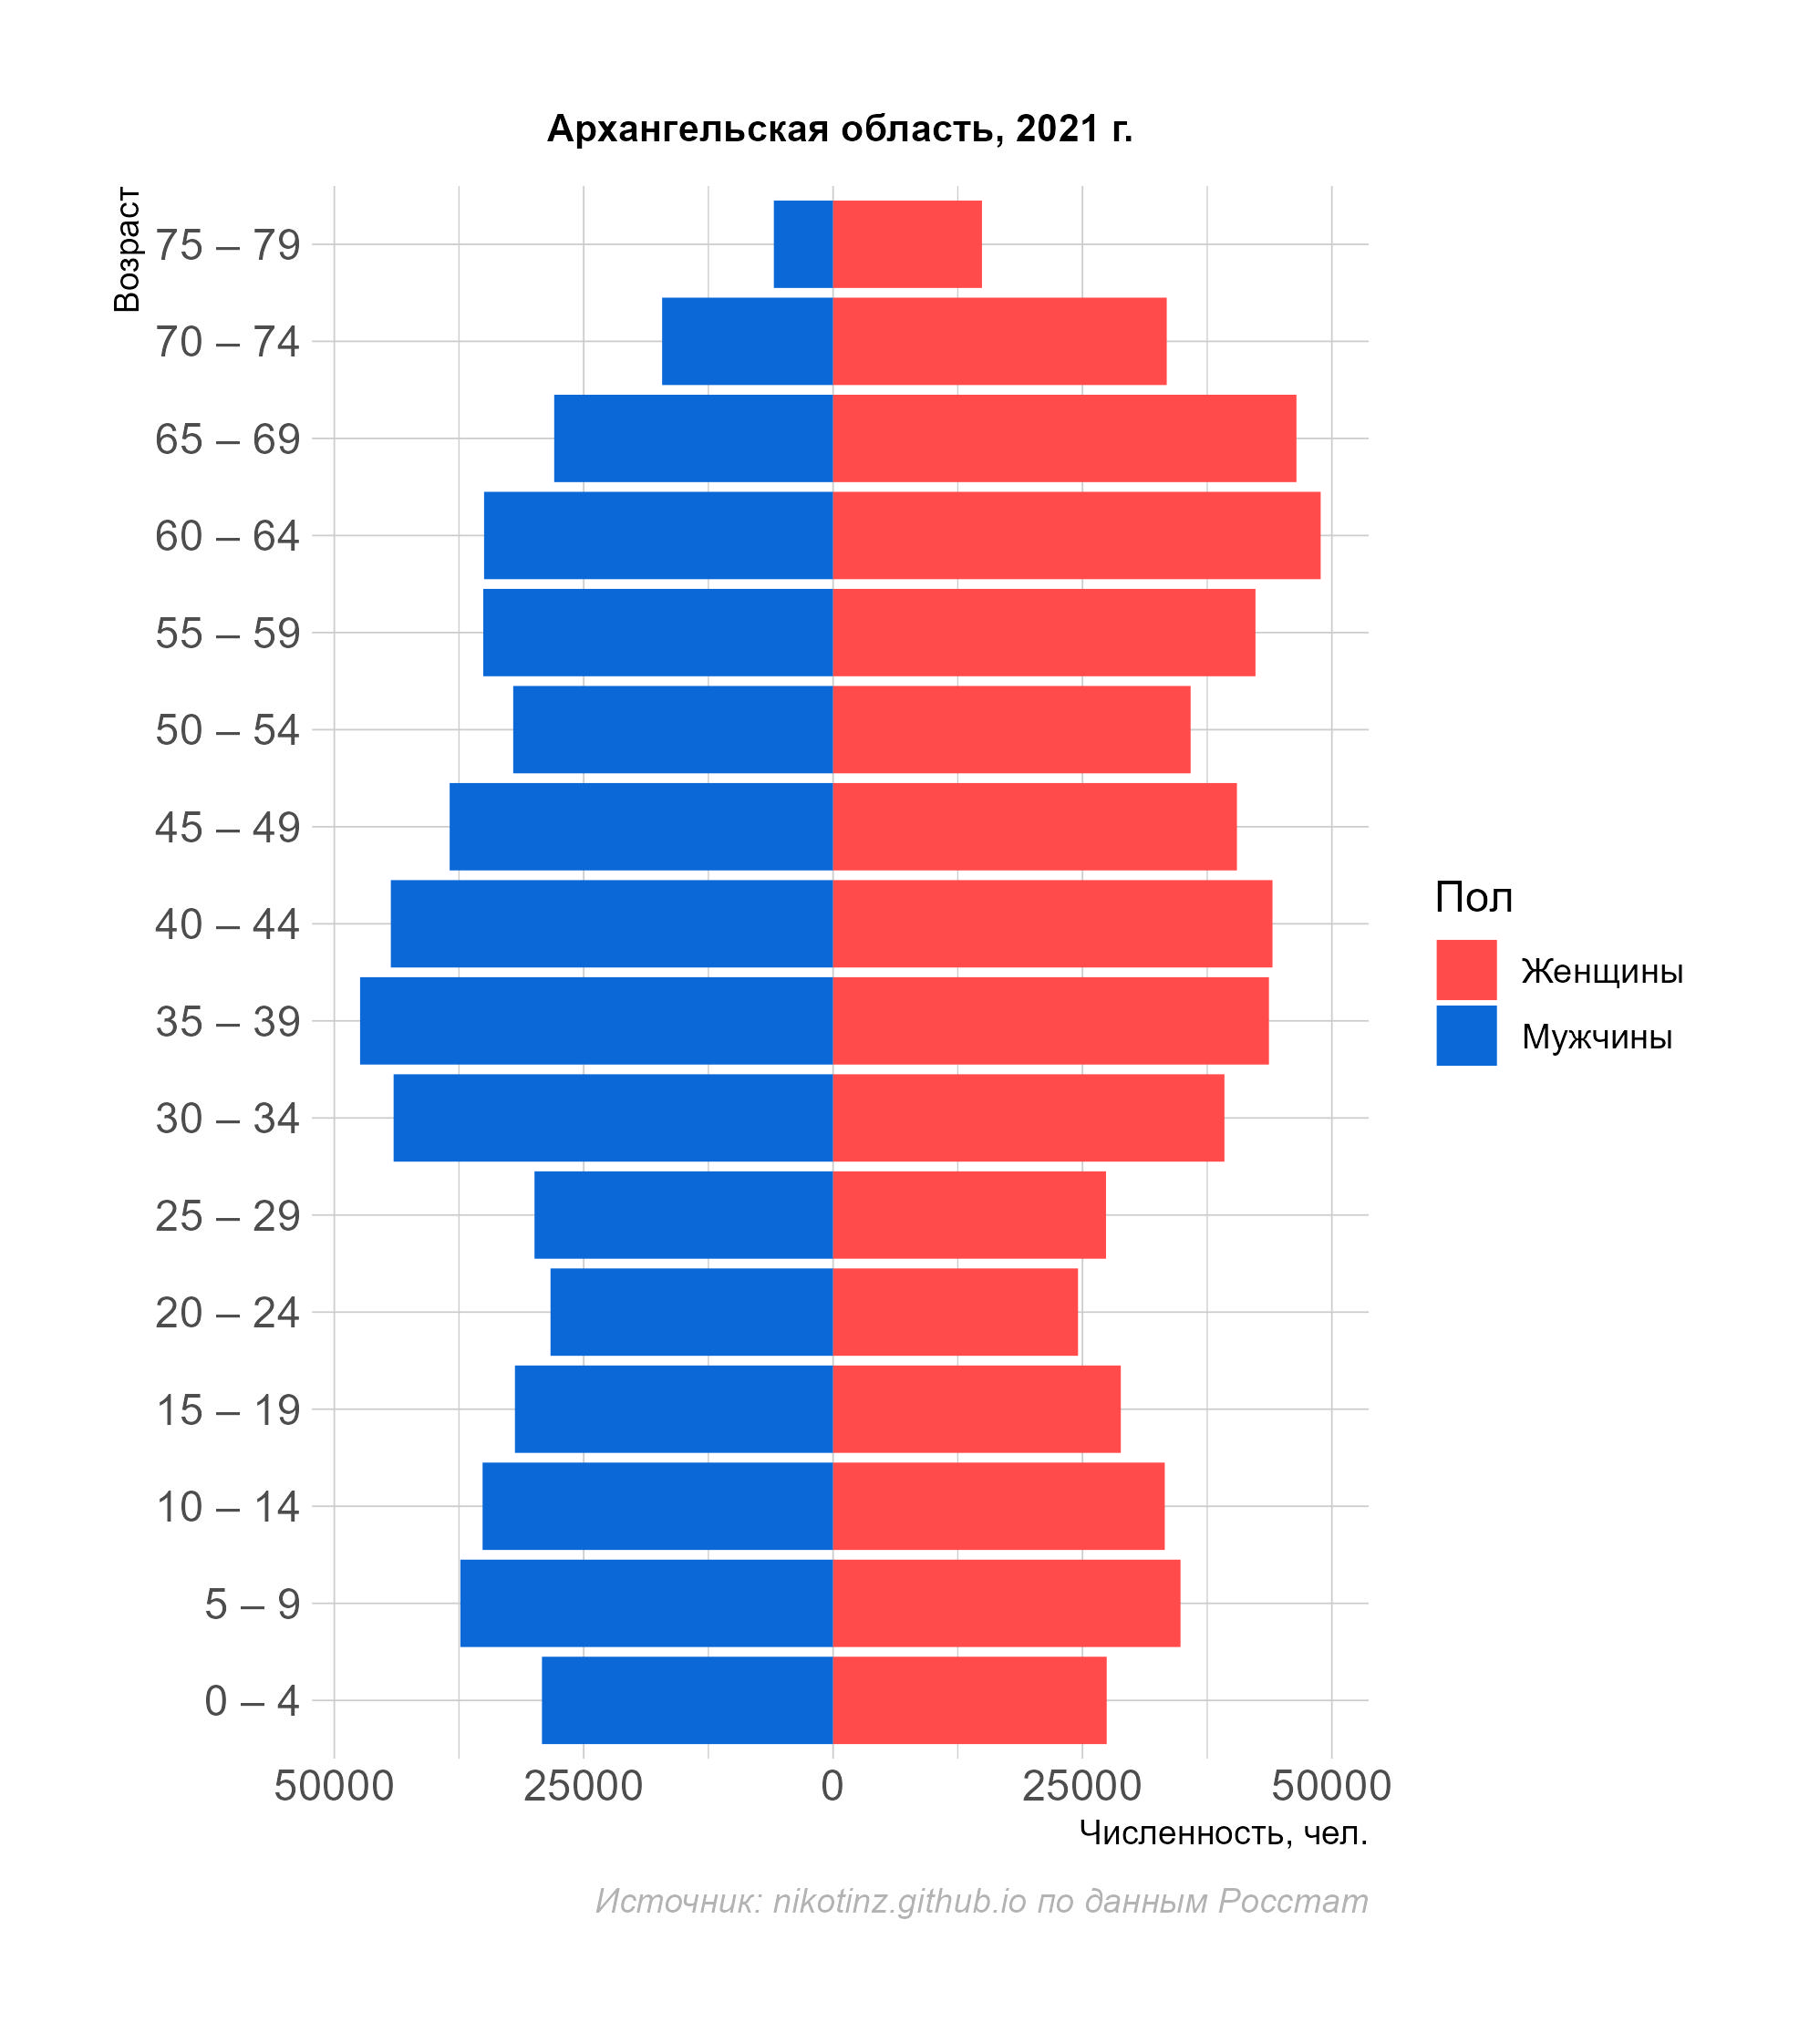 Архангельская область, 2021 г.
Возраст
75 – 79
70 – 74
65 – 69
60 – 64
55 – 59
50 – 54
45 – 49
40 – 44
35 – 39
30 – 34
25 – 29
20 – 24
15 – 19
10 – 14
5 – 9
0 – 4
50000 25000 0 25000 50000
Численность, чел.
Пол
Женщины
Мужчины
Источник: nikotinz.github.io по данным Росстат